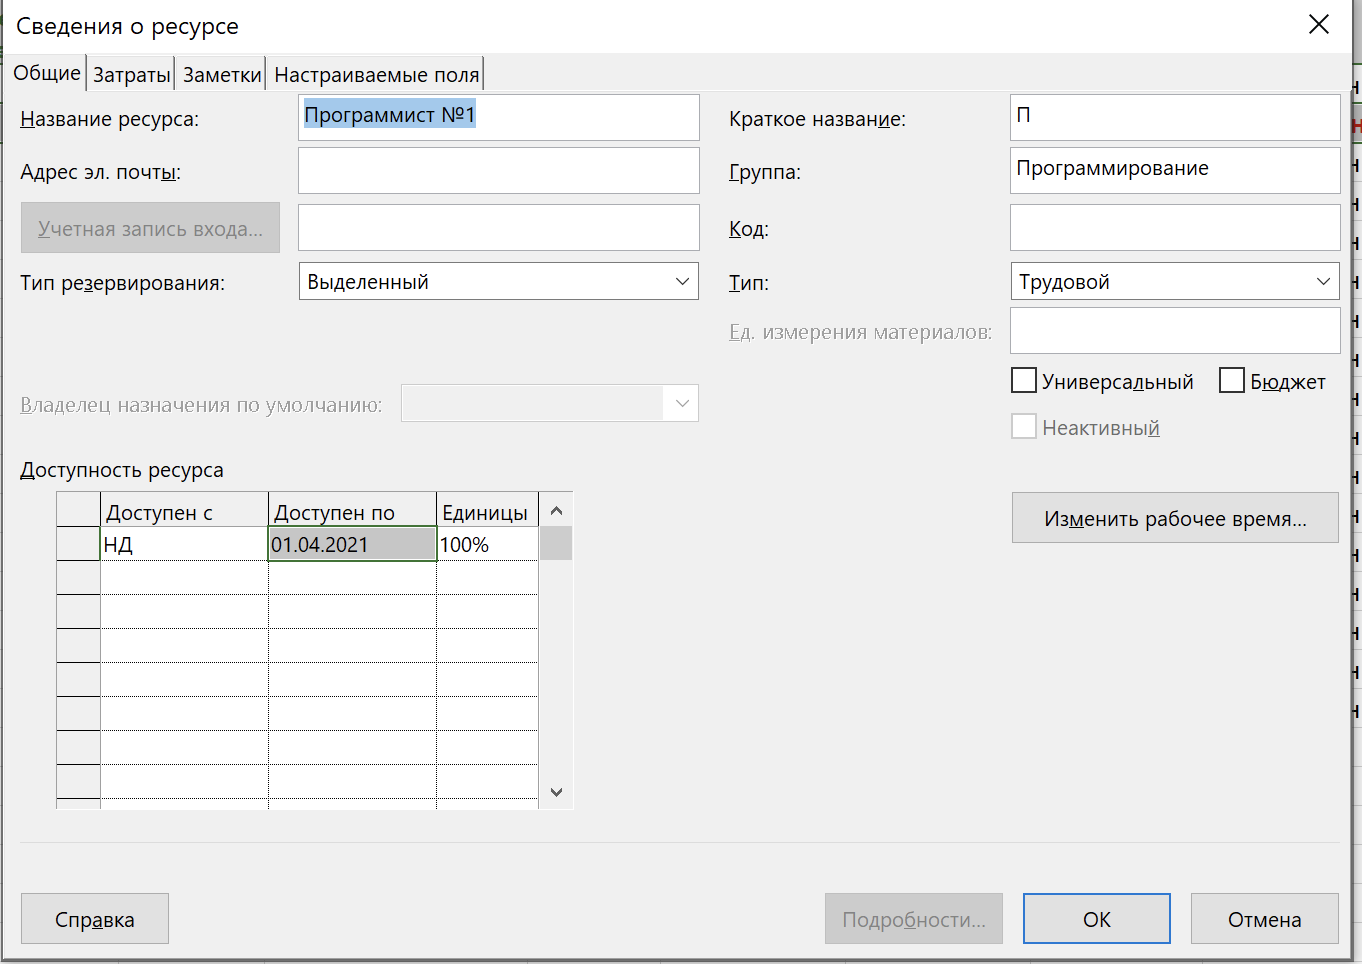 Сведения о ресурсе
Общие Затраты Заметки Настраиваемые поля
Название ресурса: Программист №1 Краткое название: П
Адрес эл. почты: Группа: Программирование
Учетная запись входа... Код:
Тип резервирования: Выделенный Тип: Трудовой
Ед. измерения материалов:
Универсальный Бюджет
Владелец назначения по умолчанию:
Неактивный
Доступность ресурса
Доступен с Доступен по Единицы
Изменить рабочее время...
НД 01.04.2021 100%
Справка Подробности... ОК Отмена